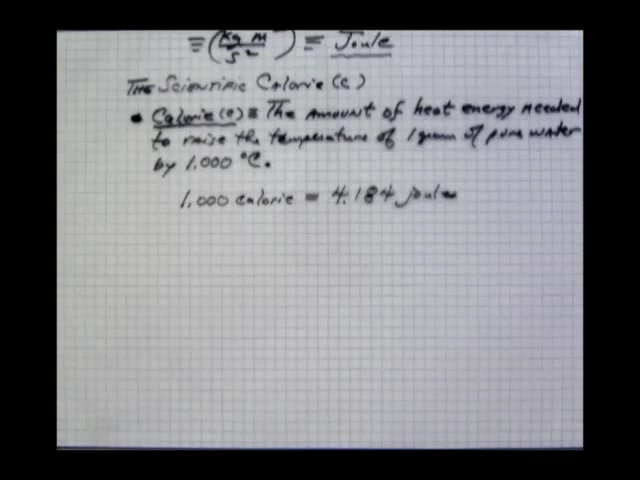 ≡ (kg m / s²) ≡ Joule
The Scientific Calorie (c)
• Calorie (c) ≡ The amount of heat energy needed
to raise the temperature of 1 gram of pure water
by 1.000 °C.
1,000 calorie = 4.184 joule